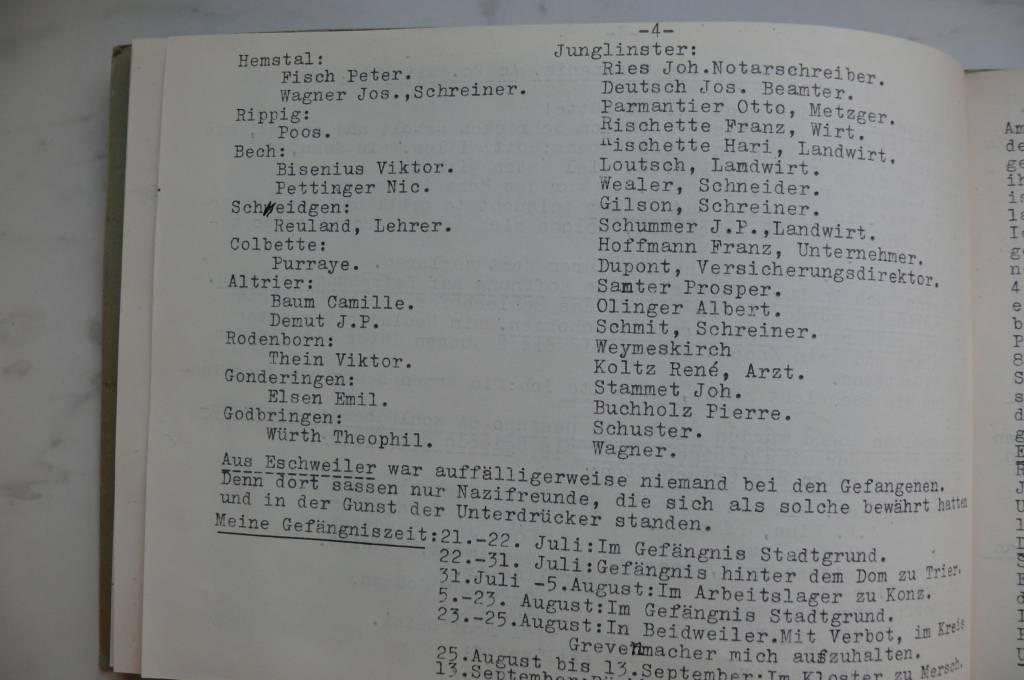 -4-
Hemstal:
Fisch Peter.
Wagner Jos.,Schreiner.
Rippig:
Poos.
Bech:
Bisenius Viktor.
Pettinger Nic.
Schweidgen:
Reuland, Lehrer.
Colbette:
Purraye.
Altrier:
Baum Camille.
Demut J.P.
Rodenborn:
Thein Viktor.
Gonderingen:
Elsen Emil.
Godbringen:
Würth Theophil.
Junglinster:
Ries Joh.Notarschreiber.
Deutsch Jos. Beamter.
Parmantier Otto, Metzger.
Rischette Franz, Wirt.
Rischette Hari, Landwirt.
Loutsch, Landwirt.
Wealer, Schneider.
Gilson, Schreiner.
Schummer J.P.,Landwirt.
Hoffmann Franz, Unternehmer.
Dupont, Versicherungsdirektor.
Samter Prosper.
Olinger Albert.
Schmit, Schreiner.
Weymeskirch
Koltz René, Arzt.
Stammet Joh.
Buchholz Pierre.
Schuster.
Wagner.
Aus Eschweiler war auffälligerweise niemand bei den Gefangenen.
Denn dort sassen nur Nazifreunde, die sich als solche bewährt hatten
und in der Gunst der Unterdrücker standen.
Meine Gefängniszeit:21.-22. Juli:Im Gefängnis Stadtgrund.
22.-31. Juli:Gefängnis hinter dem Dom zu Trier.
31.Juli -5.August:Im Arbeitslager zu Konz.
5.-23. August:Im Gefängnis Stadtgrund.
23.-25.August:In Beidweiler.Mit Verbot, im Kreis
Grevenmacher mich aufzuhalten.
25.August bis 13.September:Im Kloster zu Mersch.
13.September: